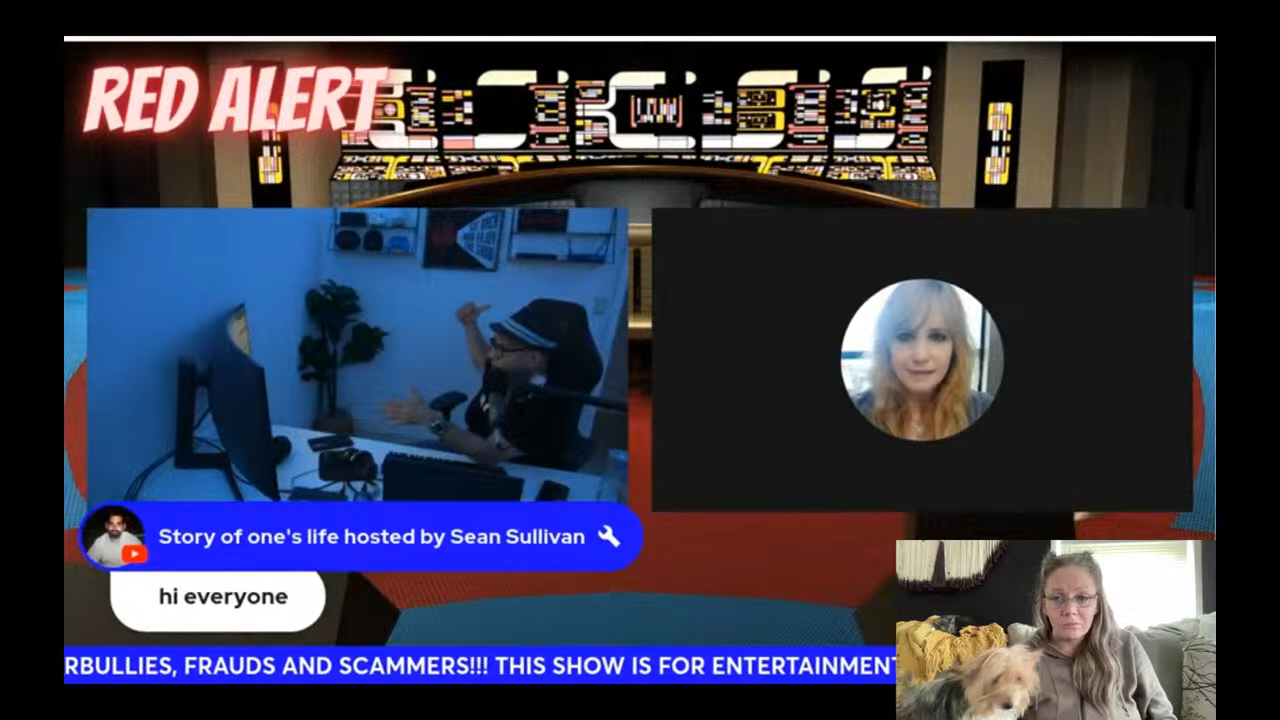 RED ALERT
Story of one's life hosted by Sean Sullivan
hi everyone
RBULLIES, FRAUDS AND SCAMMERS!!! THIS SHOW IS FOR ENTERTAINMENT